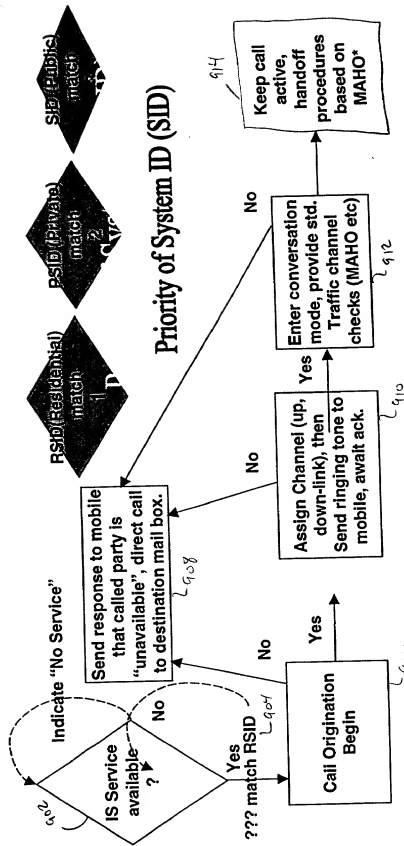 Indicate "No Service"
902
IS Service
available
?
No
Yes
??? match RSID
904
Call Origination
Begin
No
Yes
Send response to mobile
that called party is
"unavailable", direct call
to destination mail box.
908
No
Assign Channel (up,
down-link), then
Send ringing tone to
mobile, await ack.
910
Yes
No
Enter conversation
mode, provide std.
Traffic channel
checks (MAHO etc)
912
Keep call
active,
handoff
procedures
based on
MAHO*
914
RSID(Residential)
match
1
PSID(Private)
match
2
SID(Public)
match
Priority of System ID (SID)